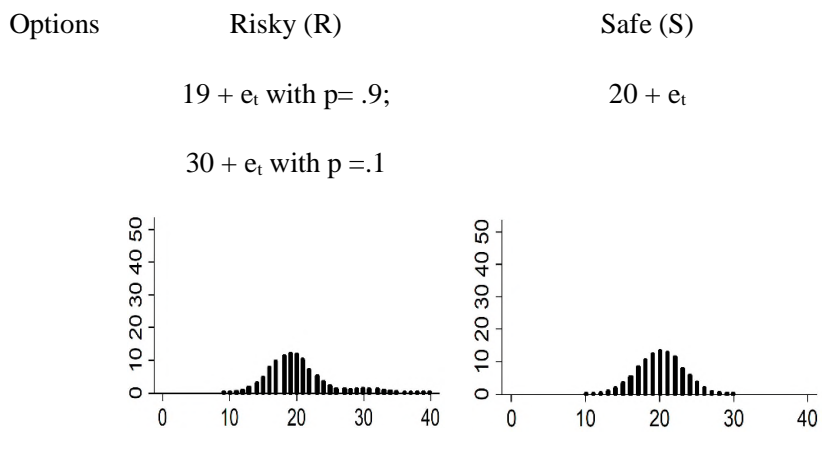 Options Risky (R) Safe (S)
19 + eₜ with p= .9; 20 + eₜ
30 + eₜ with p =.1
0 10 20 30 40 50
0 10 20 30 40
0 10 20 30 40 50
0 10 20 30 40